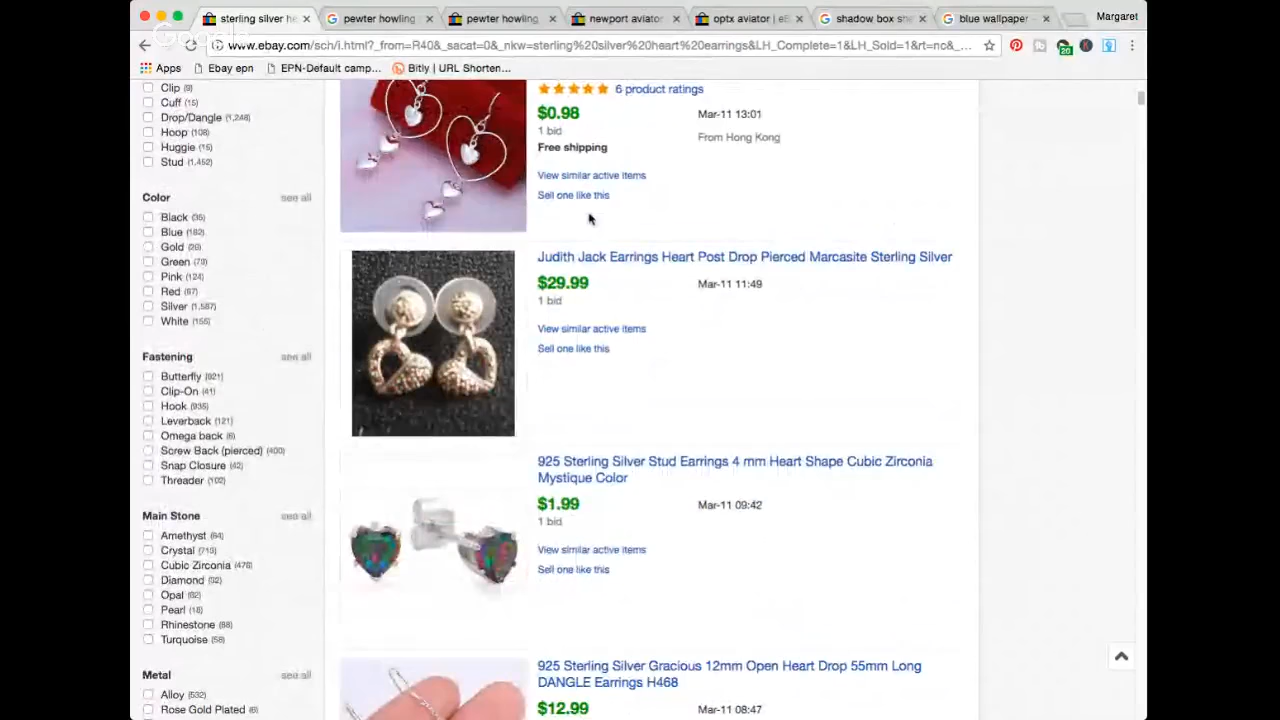 sterling silver he
pewter howling
pewter howling
newport aviator
optx aviator | eB
shadow box she
blue wallpaper
Margaret
Google
www.ebay.com/sch/i.html?_from=R40&_sacat=0&_nkw=sterling%20silver%20heart%20earrings&LH_Complete=1&LH_Sold=1&rt=nc&_...
Apps
Ebay epn
EPN-Default camp...
Bitly | URL Shorten...
Clip (9)
Cuff (15)
Drop/Dangle (1,248)
Hoop (108)
Huggie (15)
Stud (1,452)
Color
see all
Black (35)
Blue (182)
Gold (29)
Green (79)
Pink (124)
Red (67)
Silver (1,587)
White (155)
Fastening
see all
Butterfly (821)
Clip-On (41)
Hook (935)
Leverback (121)
Omega back (6)
Screw Back (pierced) (400)
Snap Closure (42)
Threader (102)
Main Stone
see all
Amethyst (64)
Crystal (713)
Cubic Zirconia (476)
Diamond (92)
Opal (62)
Pearl (18)
Rhinestone (88)
Turquoise (58)
Metal
see all
Alloy (532)
Rose Gold Plated (6)
6 product ratings
$0.98
Mar-11 13:01
1 bid
From Hong Kong
Free shipping
View similar active items
Sell one like this
Judith Jack Earrings Heart Post Drop Pierced Marcasite Sterling Silver
$29.99
Mar-11 11:49
1 bid
View similar active items
Sell one like this
925 Sterling Silver Stud Earrings 4 mm Heart Shape Cubic Zirconia
Mystique Color
$1.99
Mar-11 09:42
1 bid
View similar active items
Sell one like this
925 Sterling Silver Gracious 12mm Open Heart Drop 55mm Long
DANGLE Earrings H468
$12.99
Mar-11 08:47